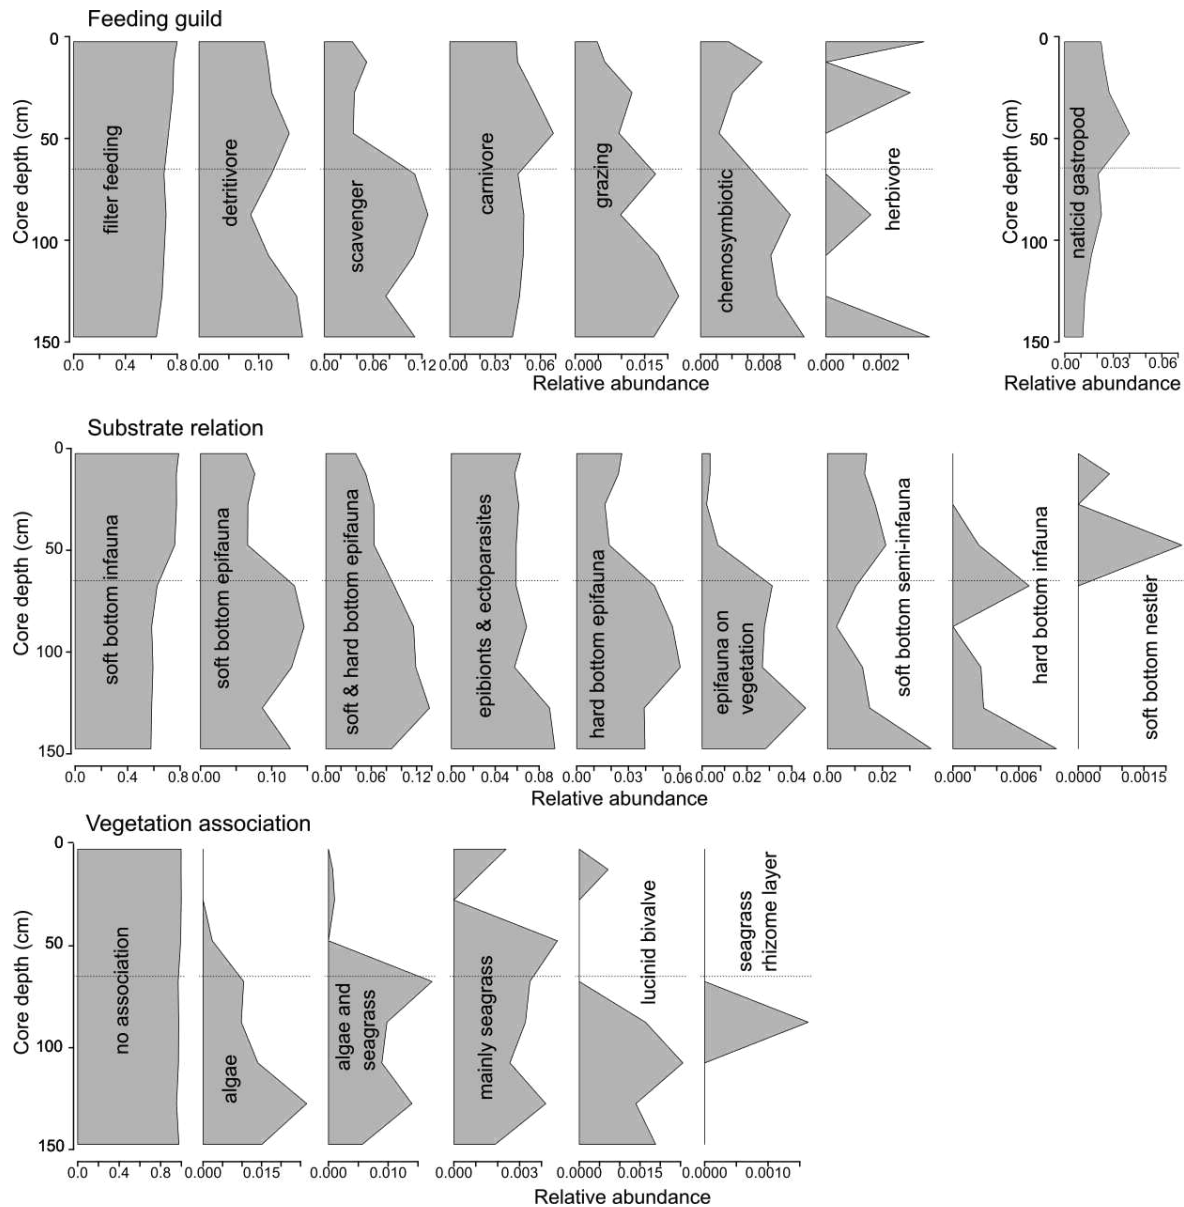 Feeding guild
0
50
100
150
Core depth (cm)
filter feeding
detritivore
scavenger
carnivore
grazing
chemosymbiotic
herbivore
0.0 0.4 0.8
0.00 0.10
0.00 0.06 0.12
0.00 0.03 0.06
0.000 0.015
0.000 0.008
0.000 0.002
Relative abundance
0
50
100
150
Core depth (cm)
naticid gastropod
0.00 0.02 0.06
Relative abundance
Substrate relation
0
50
100
150
Core depth (cm)
soft bottom infauna
soft bottom epifauna
soft & hard bottom epifauna
epibionts & ectoparasites
hard bottom epifauna
epifauna on
vegetation
soft bottom semi-infauna
hard bottom infauna
soft bottom nestler
0.0 0.4 0.8
0.00 0.10
0.00 0.06 0.12
0.00 0.04 0.08
0.00 0.03 0.06
0.00 0.02 0.04
0.00 0.02
0.000 0.006
0.0000 0.0015
Relative abundance
Vegetation association
0
50
100
150
Core depth (cm)
no association
algae
algae and
seagrass
mainly seagrass
lucinid bivalve
seagrass
rhizome layer
0.0 0.4 0.8
0.000 0.015
0.000 0.010
0.000 0.003
0.0000 0.0015
0.0000 0.0010
Relative abundance